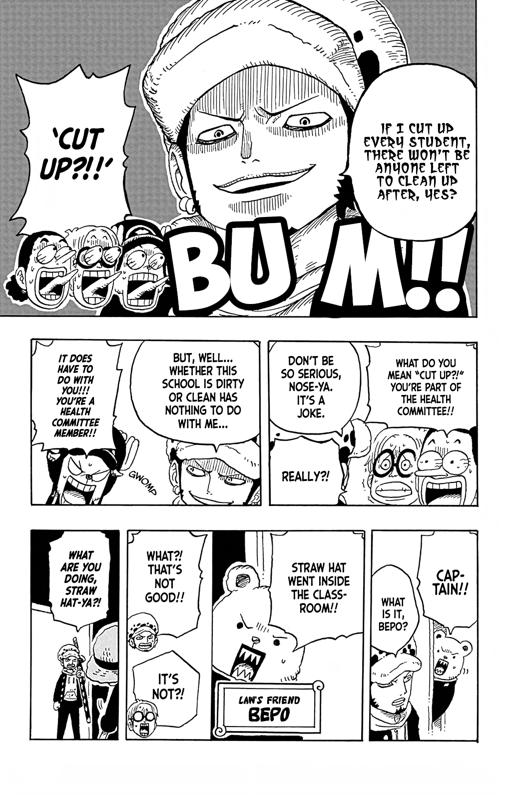 IF I CUT UP
EVERY STUDENT,
THERE WON'T BE
ANYONE LEFT
TO CLEAN UP
AFTER, YES?
'CUT
UP?!!'
BU M!!
WHAT DO YOU
MEAN "CUT UP?!"
YOU'RE PART OF
THE HEALTH
COMMITTEE!!
DON'T BE
SO SERIOUS,
NOSE-YA.
IT'S A
JOKE.
REALLY?!
BUT, WELL...
WHETHER THIS
SCHOOL IS DIRTY
OR CLEAN HAS
NOTHING TO DO
WITH ME...
IT DOES
HAVE TO
DO WITH
YOU!!!
YOU'RE A
HEALTH
COMMITTEE
MEMBER!!
GWOMP
CAP-
TAIN!!
WHAT
IS IT,
BEPO?
STRAW HAT
WENT INSIDE
THE CLASS-
ROOM!!
LAW'S FRIEND
BEPO
WHAT?!
THAT'S
NOT
GOOD!!
IT'S
NOT?!
WHAT
ARE YOU
DOING,
STRAW
HAT-YA?!